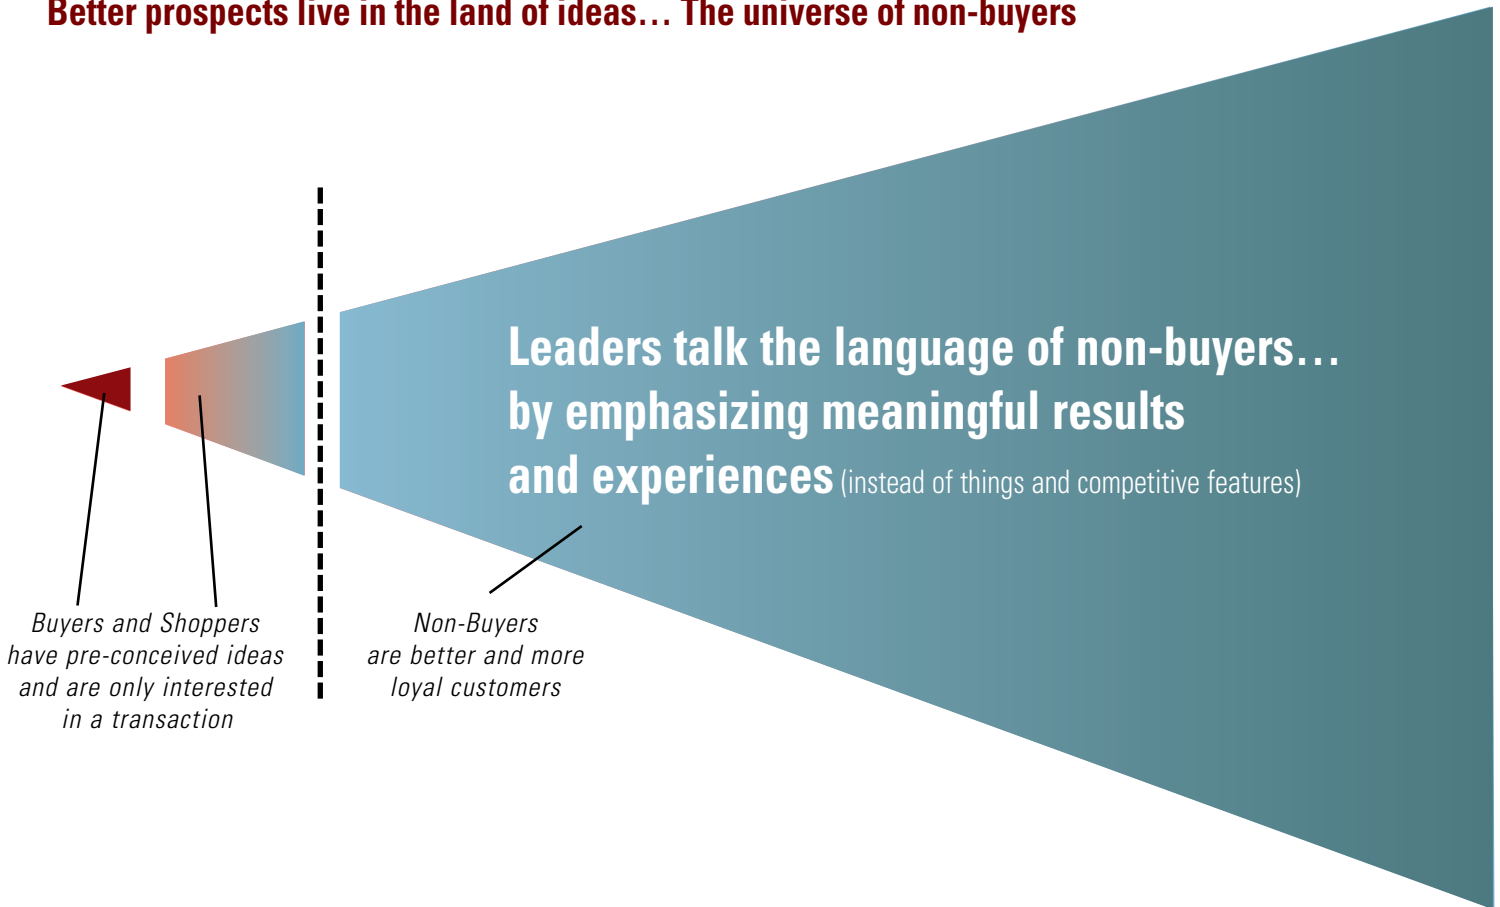 Better prospects live in the land of ideas… The universe of non-buyers
Leaders talk the language of non-buyers…
by emphasizing meaningful results
and experiences (instead of things and competitive features)
Buyers and Shoppers
have pre-conceived ideas
and are only interested
in a transaction
Non-Buyers
are better and more
loyal customers